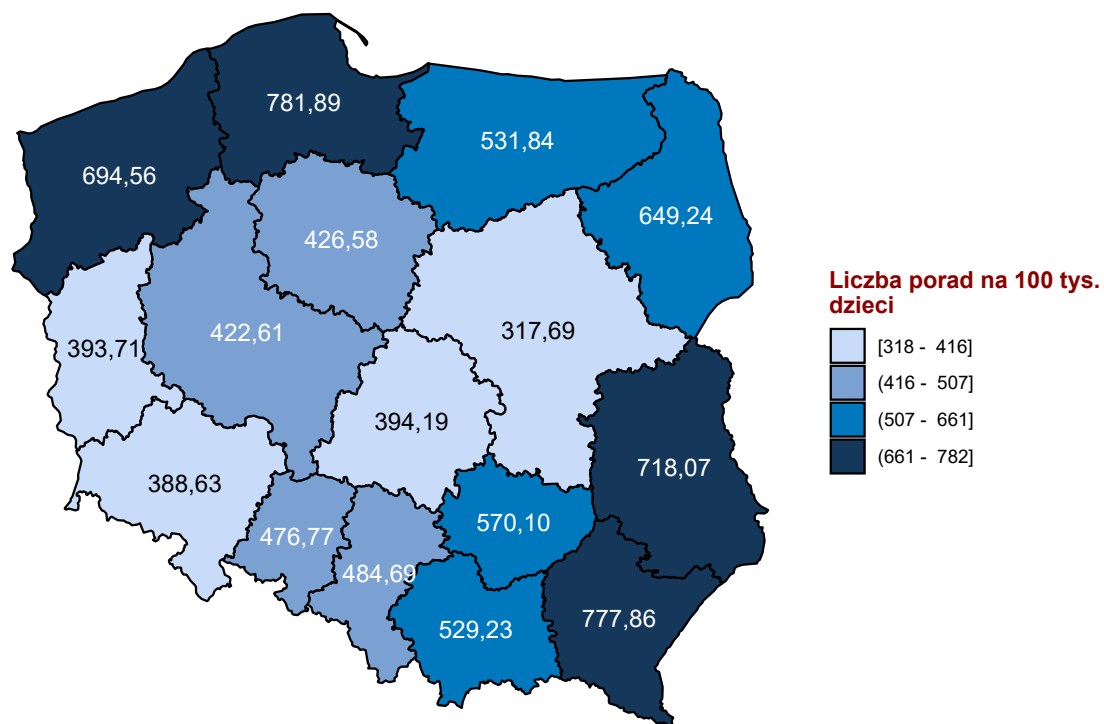 781,89
531,84
694,56
649,24
426,58
317,69
422,61
393,71
394,19
718,07
388,63
570,10
476,77
484,69
777,86
529,23
Liczba porad na 100 tys.
dzieci
[318 - 416]
(416 - 507]
(507 - 661]
(661 - 782]